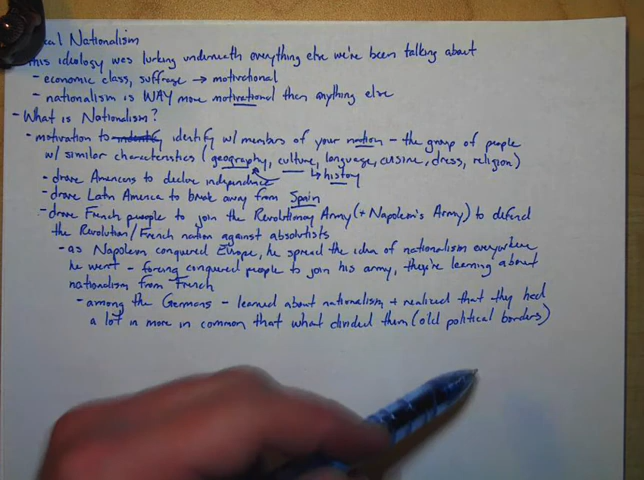 Nationalism
this ideology was lurking underneath everything else we've been talking about
- economic class, suffrage → motivational
- nationalism is WAY more motivational then anything else
- What is Nationalism?
- motivation to identify identify w/ members of your nation - the group of people
w/ similar characteristics (geography, culture, language, cuisine, dress, religion)
↳ history
- drove Americans to declare independence
- drove Latin America to break away from Spain
- drove French people to join the Revolutionary Army (+ Napoleon's Army) to defend
the Revolution/French nation against absolutists
- as Napoleon conquered Europe, he spread the idea of nationalism everywhere
he went - forcing conquered people to join his army, they're learning about
nationalism from French
- among the Germans - learned about nationalism + realized that they had
a lot in more in common that what divided them (old political borders)